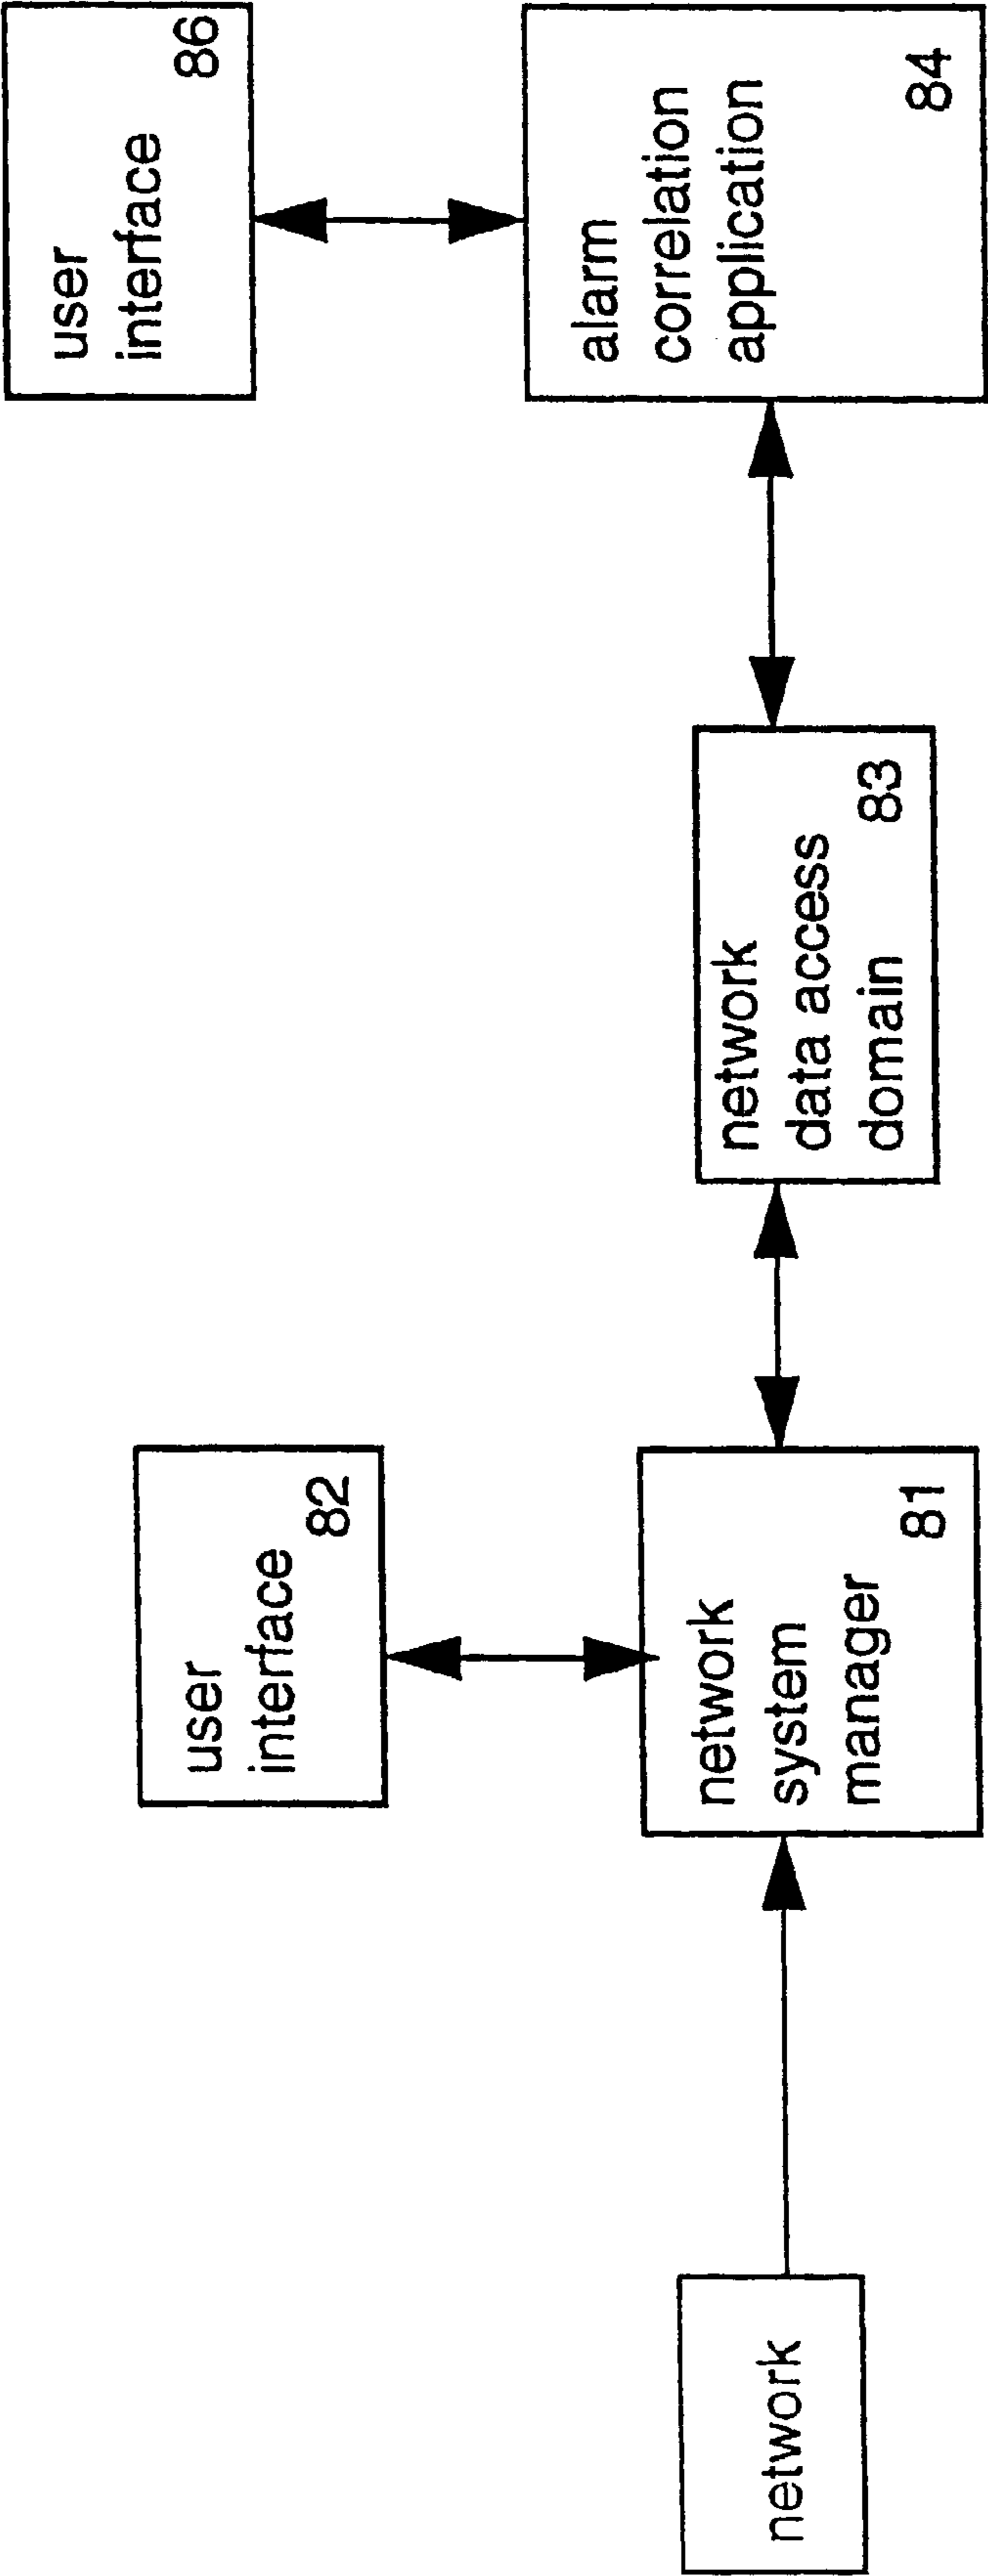 user
interface
86
user
interface
82
alarm
correlation
application
84
network
data access
domain 83
network
system
manager
81
network